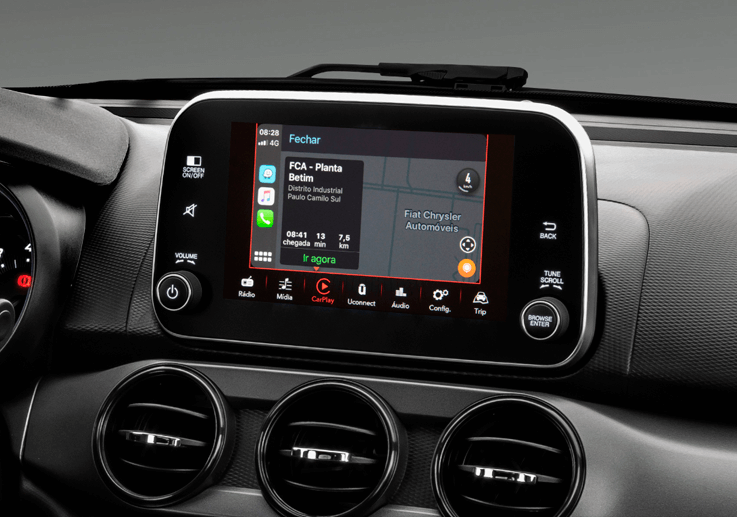 08:28
4G
Fechar
FCA - Planta
Betim
Distrito Industrial
Paulo Camilo Sul
08:41 13 7,5
chegada min km
Ir agora
4
km/h
Fiat Chrysler
Automóveis
SCREEN
ON/OFF
VOLUME
BACK
TUNE
SCROLL
BROWSE
ENTER
Rádio
Mídia
CarPlay
Uconnect
Áudio
Config.
Trip